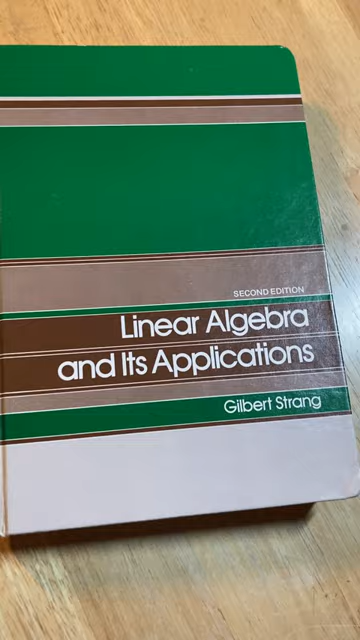 SECOND EDITION
Linear Algebra
and Its Applications
Gilbert Strang